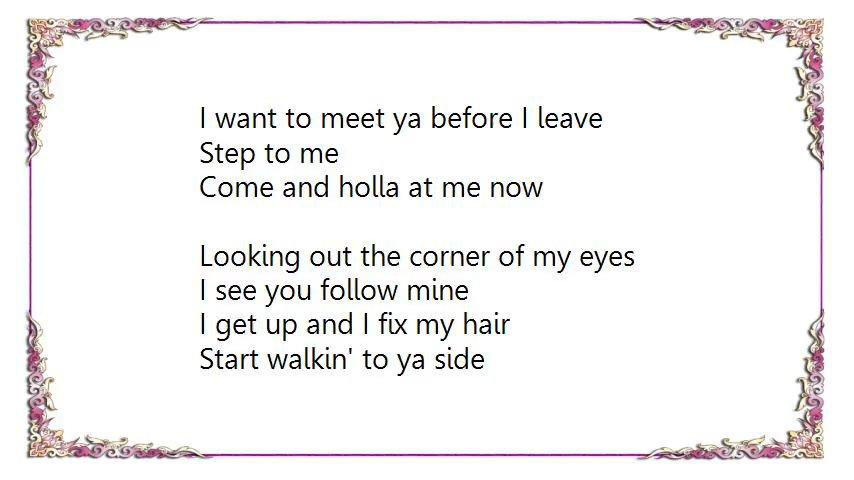 I want to meet ya before I leave
Step to me
Come and holla at me now
Looking out the corner of my eyes
I see you follow mine
I get up and I fix my hair
Start walkin' to ya side